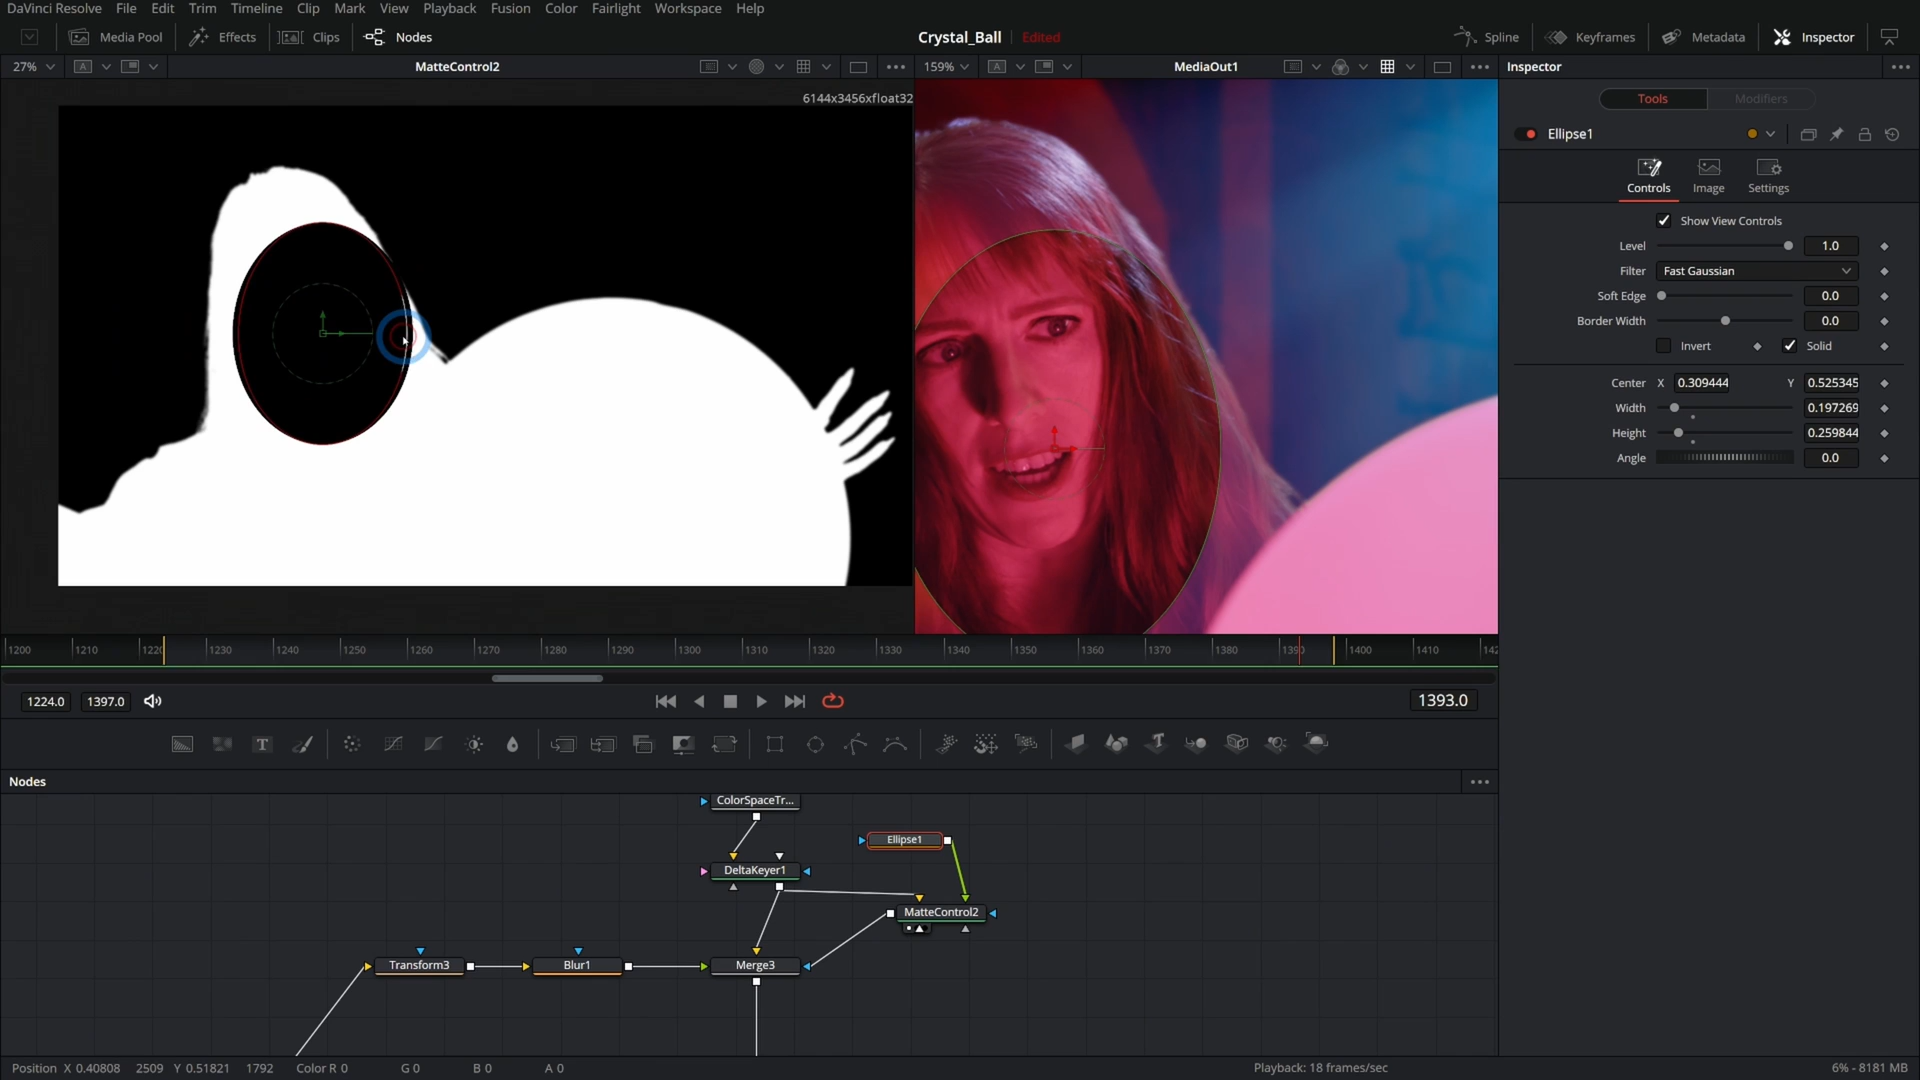 DaVinci Resolve File Edit Trim Timeline Clip Mark View Playback Fusion Color Fairlight Workspace Help
Media Pool Effects Clips Nodes Crystal_Ball Edited Spline Keyframes Metadata Inspector
27% A MatteControl2 159% A MediaOut1 Inspector
6144x3456xfloat32
Tools Modifiers
Ellipse1
Controls Image Settings
Show View Controls
Level 1.0
Filter Fast Gaussian
Soft Edge 0.0
Border Width 0.0
Invert Solid
Center X 0.309444 Y 0.525345
Width 0.197269
Height 0.259844
Angle 0.0
1200 1210 1220 1230 1240 1250 1260 1270 1280 1290 1300 1310 1320 1330 1340 1350 1360 1370 1380 1390 1400 1410 142
1224.0 1397.0 1393.0
T T
Nodes
ColorSpaceTr...
Ellipse1
DeltaKeyer1
MatteControl2
Transform3 Blur1 Merge3
Position X 0.40808 2509 Y 0.51821 1792 Color R 0 G 0 B 0 A 0 Playback: 18 frames/sec 6% - 8181 MB